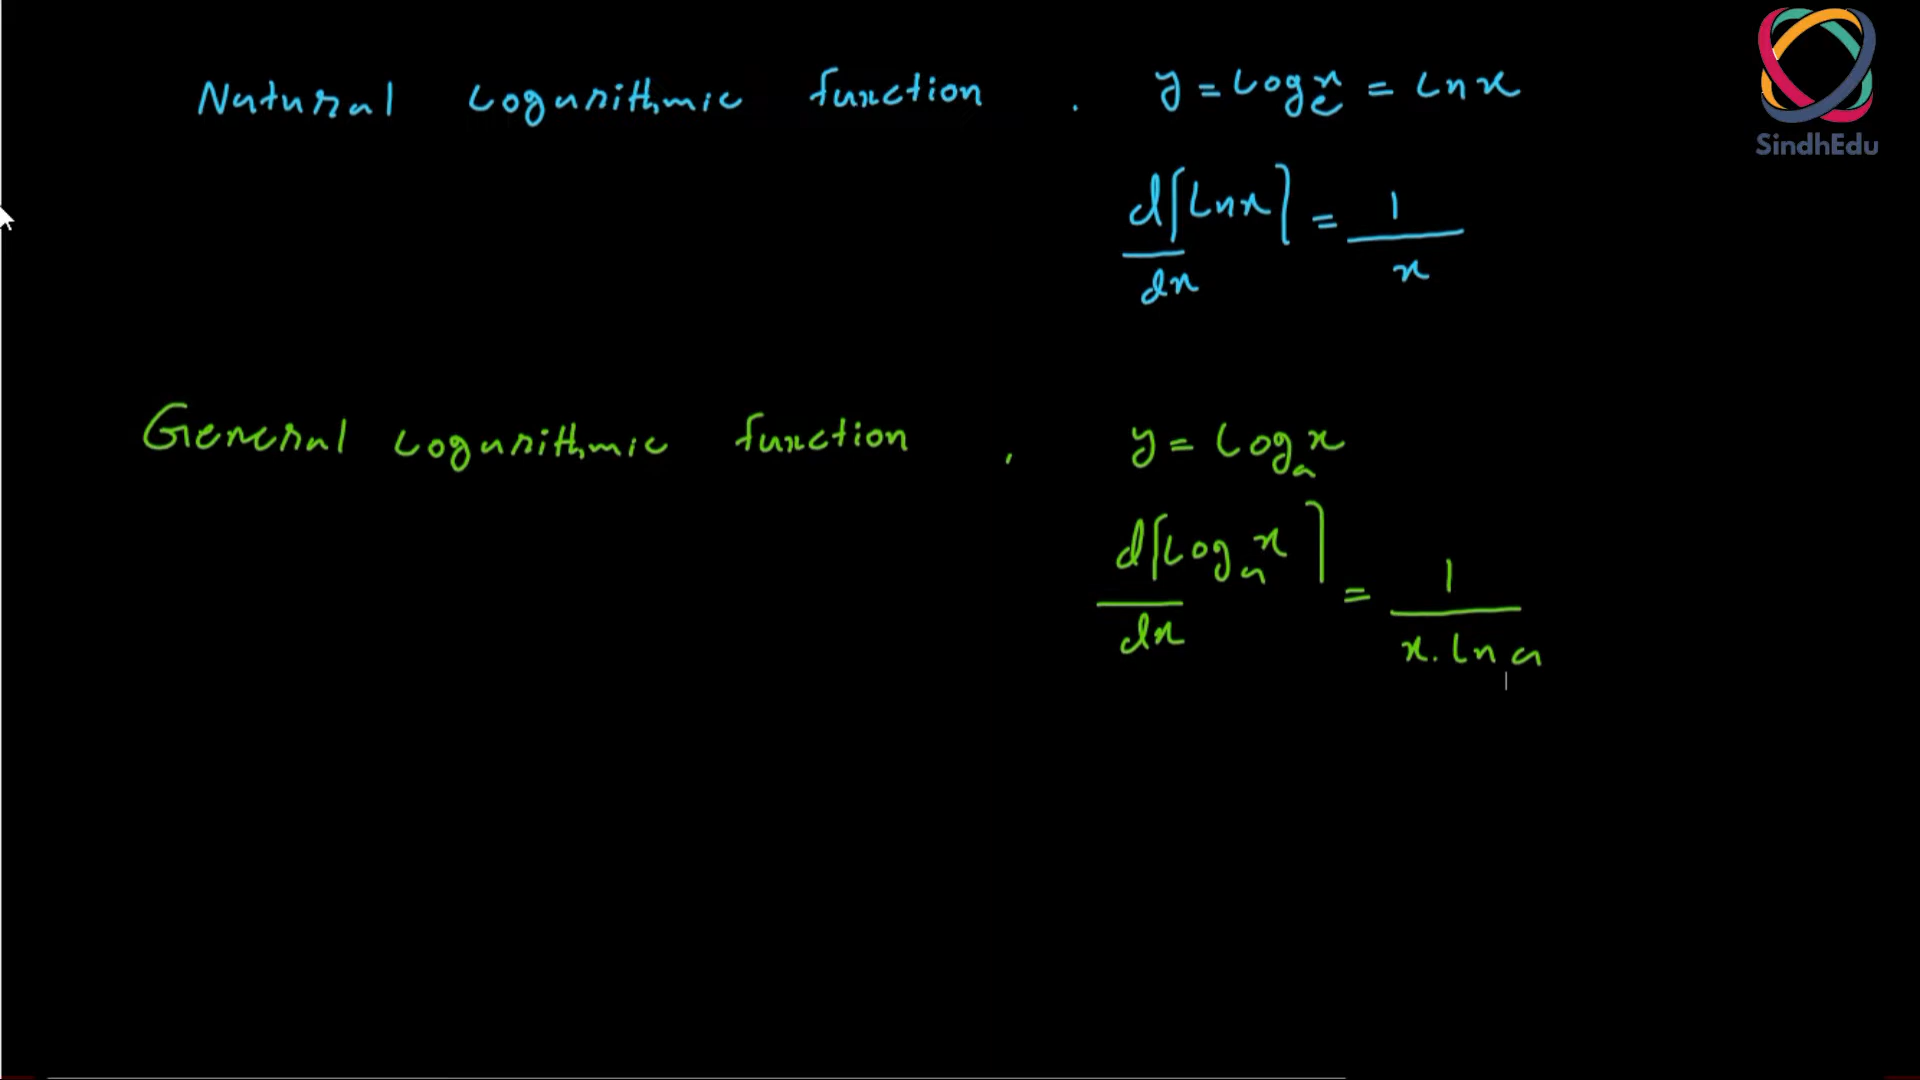 Natural Logarithmic function . y = Log_e x = Ln x
SindhEdu
d/dx [Ln x] = 1/x
General Logarithmic function , y = Log_a x
d/dx [Log_a x] = 1/(x . Ln a)